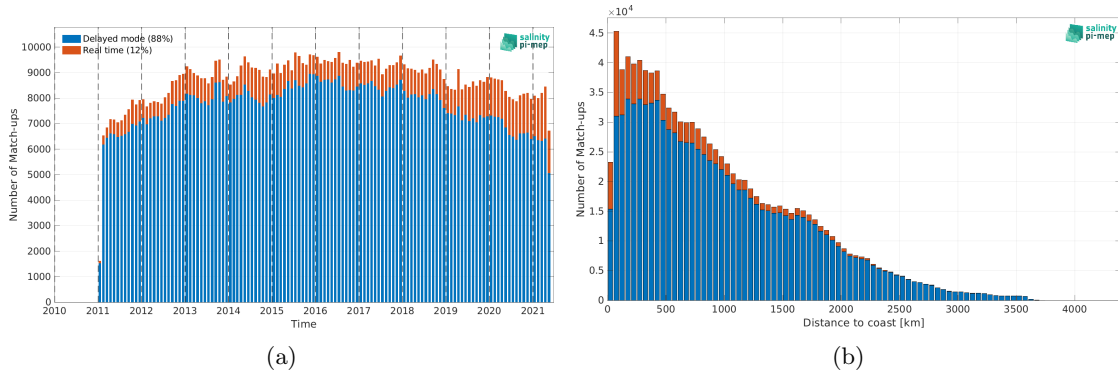 Delayed mode (88%)
Real time (12%)
salinity
pi-mep
Number of Match-ups
10000
9000
8000
7000
6000
5000
4000
3000
2000
1000
0
2010 2011 2012 2013 2014 2015 2016 2017 2018 2019 2020 2021
Time
(a)
×10⁴
salinity
pi-mep
Number of Match-ups
4.5
4
3.5
3
2.5
2
1.5
1
0.5
0
0 500 1000 1500 2000 2500 3000 3500 4000
Distance to coast [km]
(b)